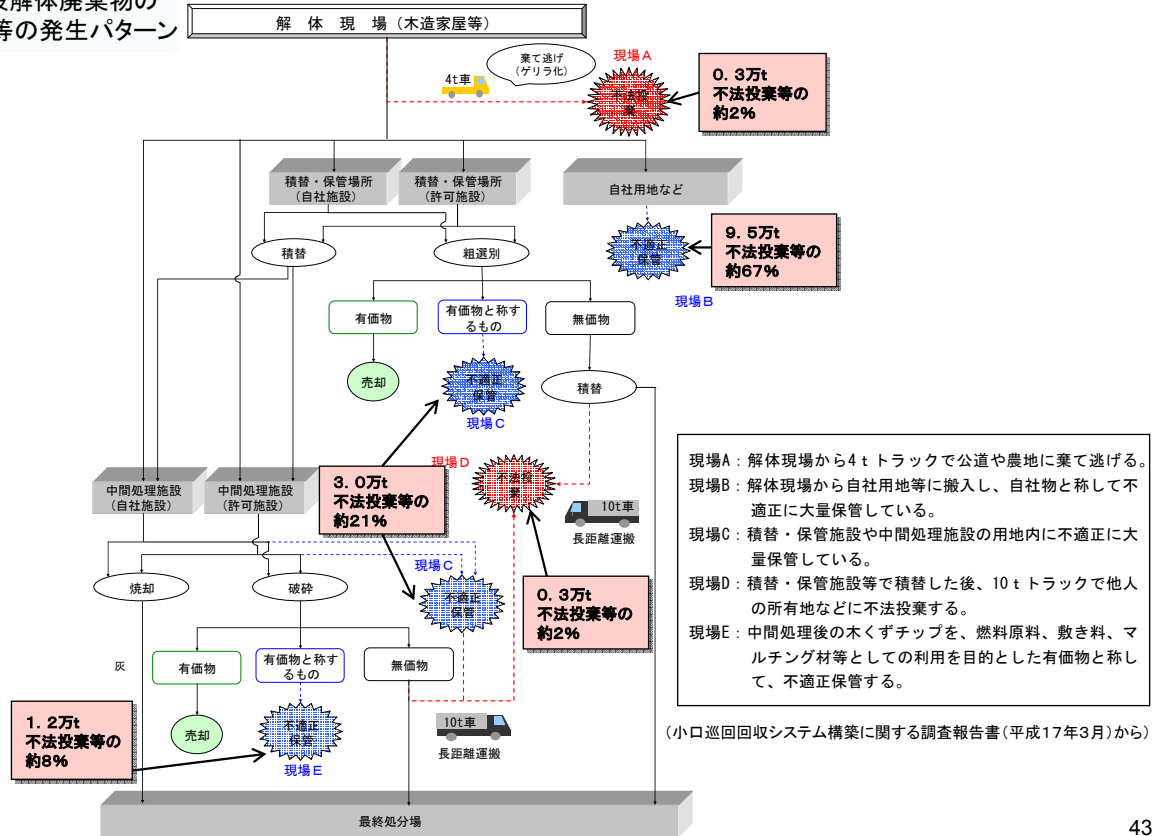 設解体廃棄物の
等の発生パターン
解 体 現 場（木造家屋等）
棄て逃げ
（ゲリラ化）
4t車
現場A
不法投
棄
0．3万t
不法投棄等の
約2%
積替・保管場所
（自社施設）
積替・保管場所
（許可施設）
自社用地など
積替
粗選別
不適正
保管
9．5万t
不法投棄等の
約67%
現場B
有価物
有価物と称す
るもの
無価物
売却
不適正
保管
現場C
積替
中間処理施設
（自社施設）
中間処理施設
（許可施設）
3．0万t
不法投棄等の
約21%
現場D
不法投
棄
10t車
長距離運搬
現場A：解体現場から4ｔトラックで公道や農地に棄て逃げる。
現場B：解体現場から自社用地等に搬入し、自社物と称して不
適正に大量保管している。
現場C：積替・保管施設や中間処理施設の用地内に不適正に大
量保管している。
現場D：積替・保管施設等で積替した後、10ｔトラックで他人
の所有地などに不法投棄する。
現場E：中間処理後の木くずチップを、燃料原料、敷き料、マ
ルチング材等としての利用を目的とした有価物と称し
て、不適正保管する。
焼却
破砕
現場C
不適正
保管
0．3万t
不法投棄等の
約2%
灰
有価物
有価物と称す
るもの
無価物
売却
不適正
保管
現場E
10t車
長距離運搬
1．2万t
不法投棄等の
約8%
（小口巡回回収システム構築に関する調査報告書（平成17年3月）から）
最終処分場
43